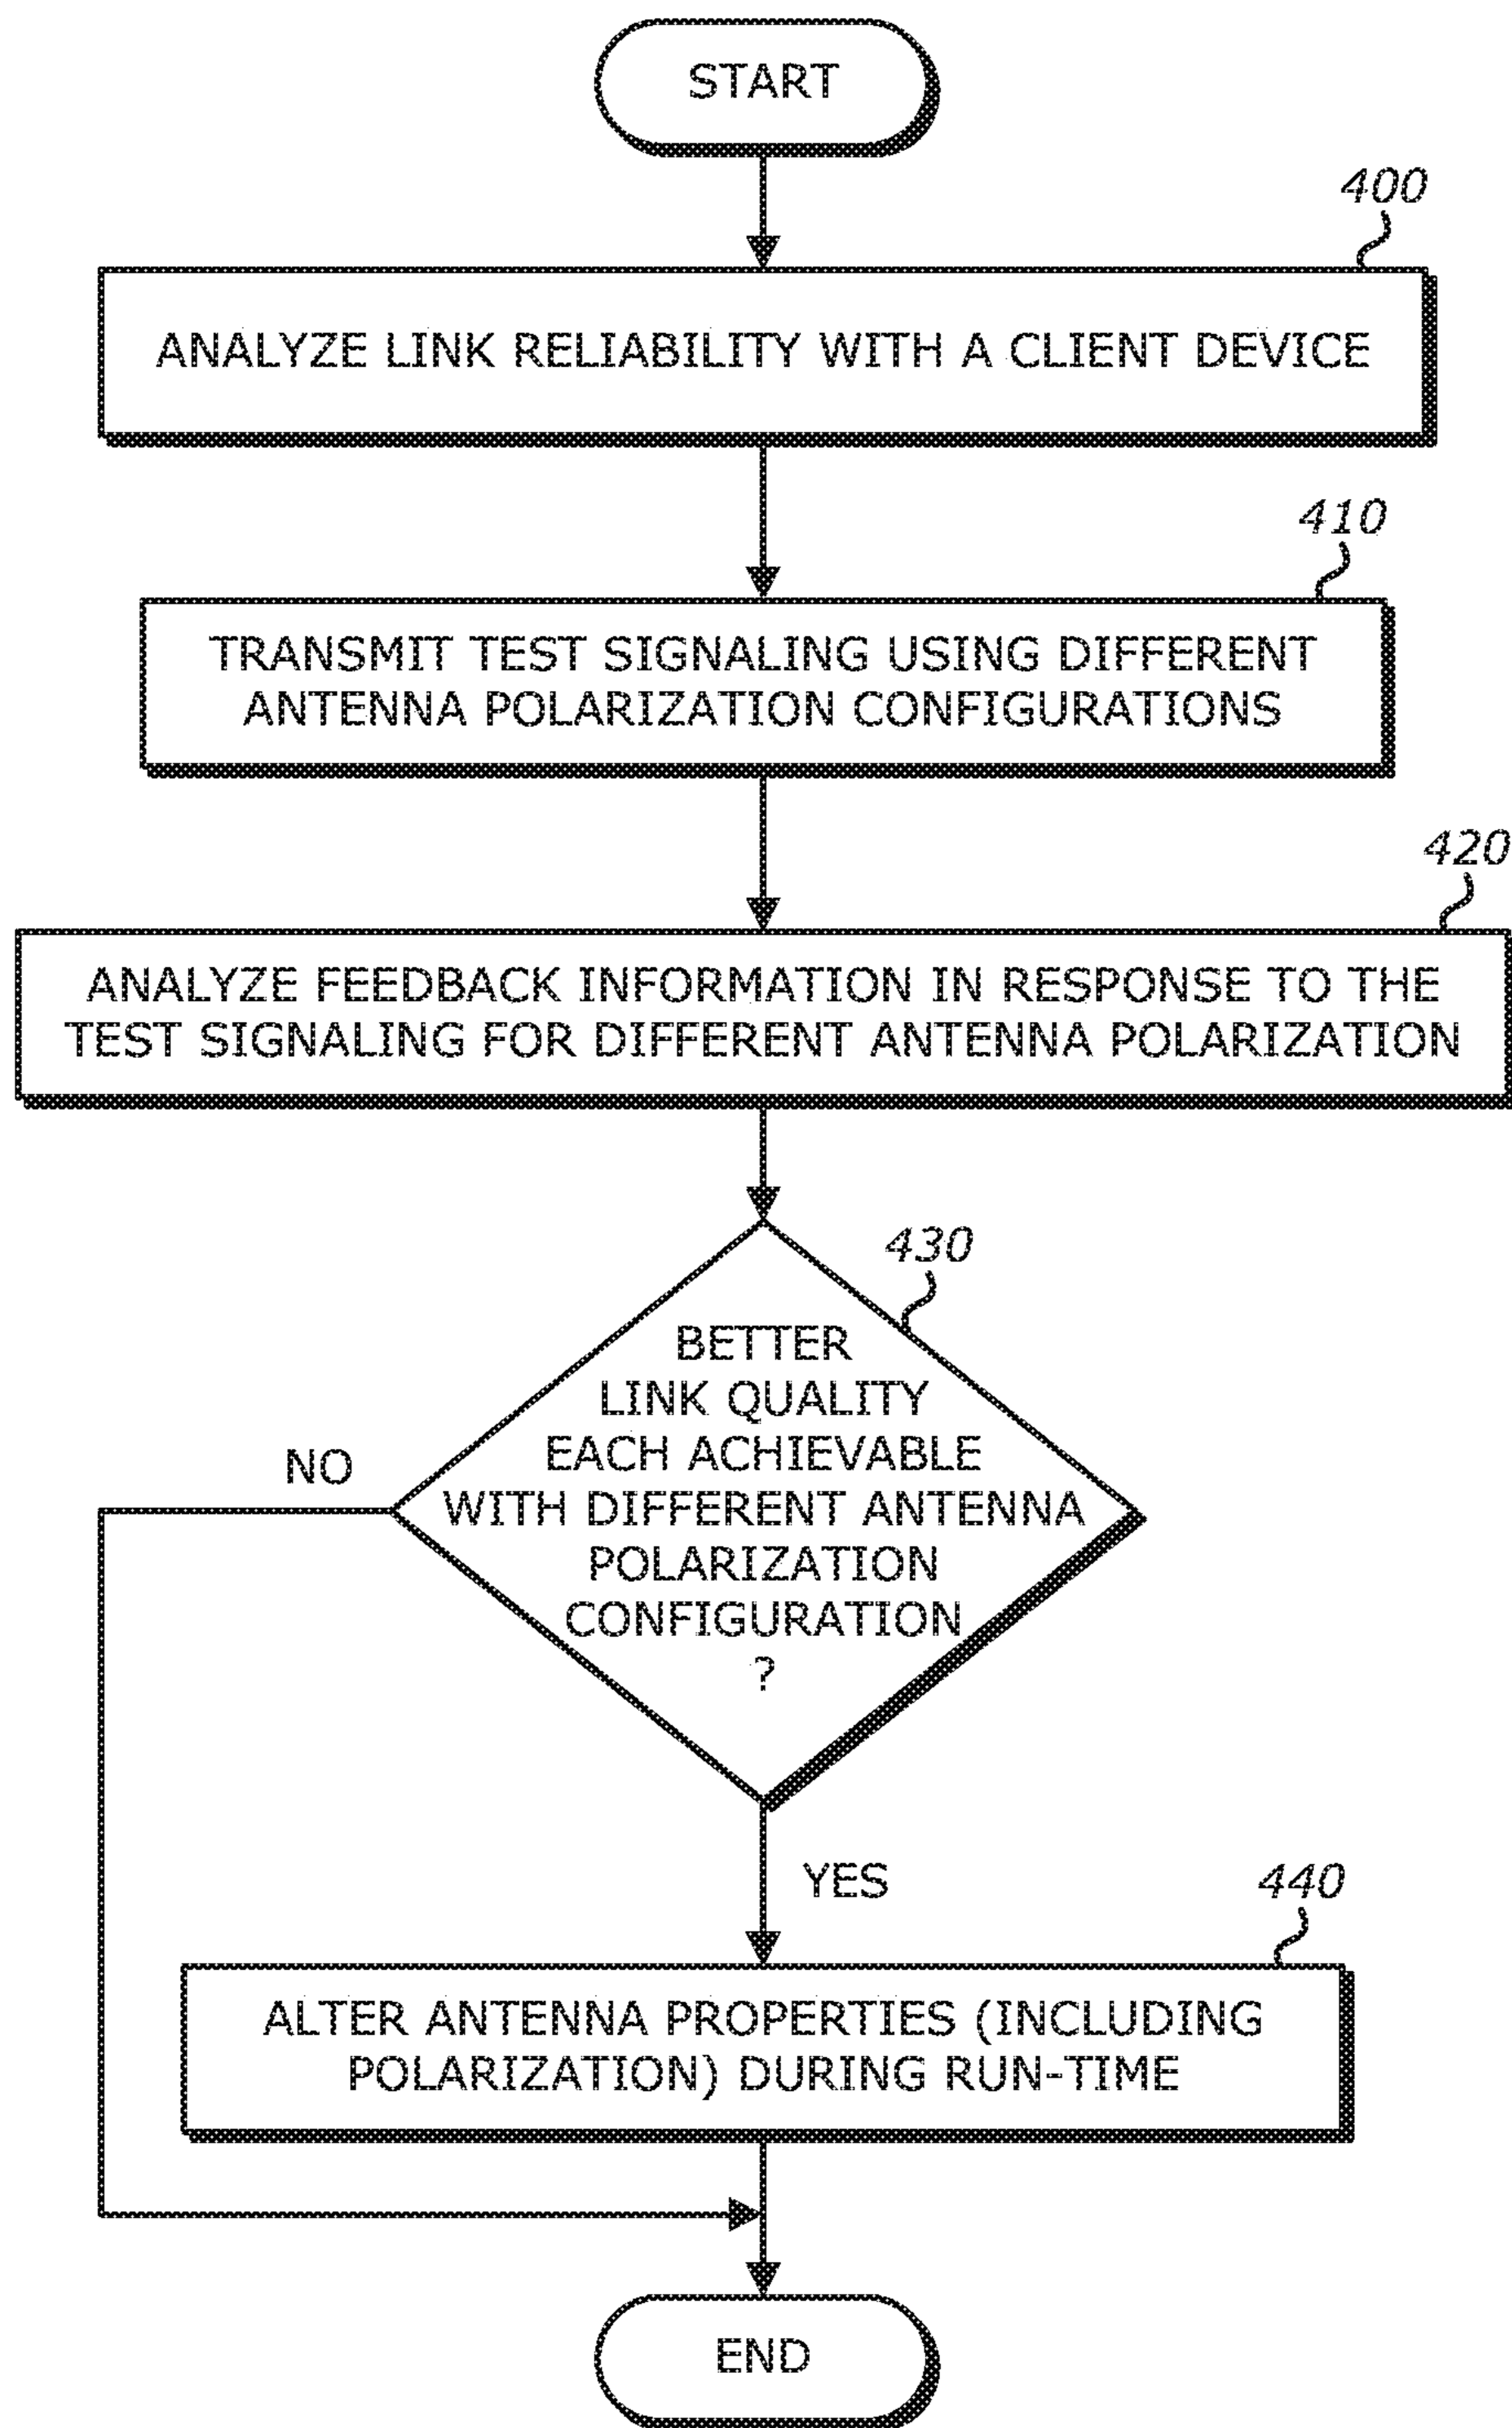 START
400
ANALYZE LINK RELIABILITY WITH A CLIENT DEVICE
410
TRANSMIT TEST SIGNALING USING DIFFERENT
ANTENNA POLARIZATION CONFIGURATIONS
420
ANALYZE FEEDBACK INFORMATION IN RESPONSE TO THE
TEST SIGNALING FOR DIFFERENT ANTENNA POLARIZATION
430
BETTER
LINK QUALITY
EACH ACHIEVABLE
WITH DIFFERENT ANTENNA
POLARIZATION
CONFIGURATION
?
NO
YES
440
ALTER ANTENNA PROPERTIES (INCLUDING
POLARIZATION) DURING RUN-TIME
END